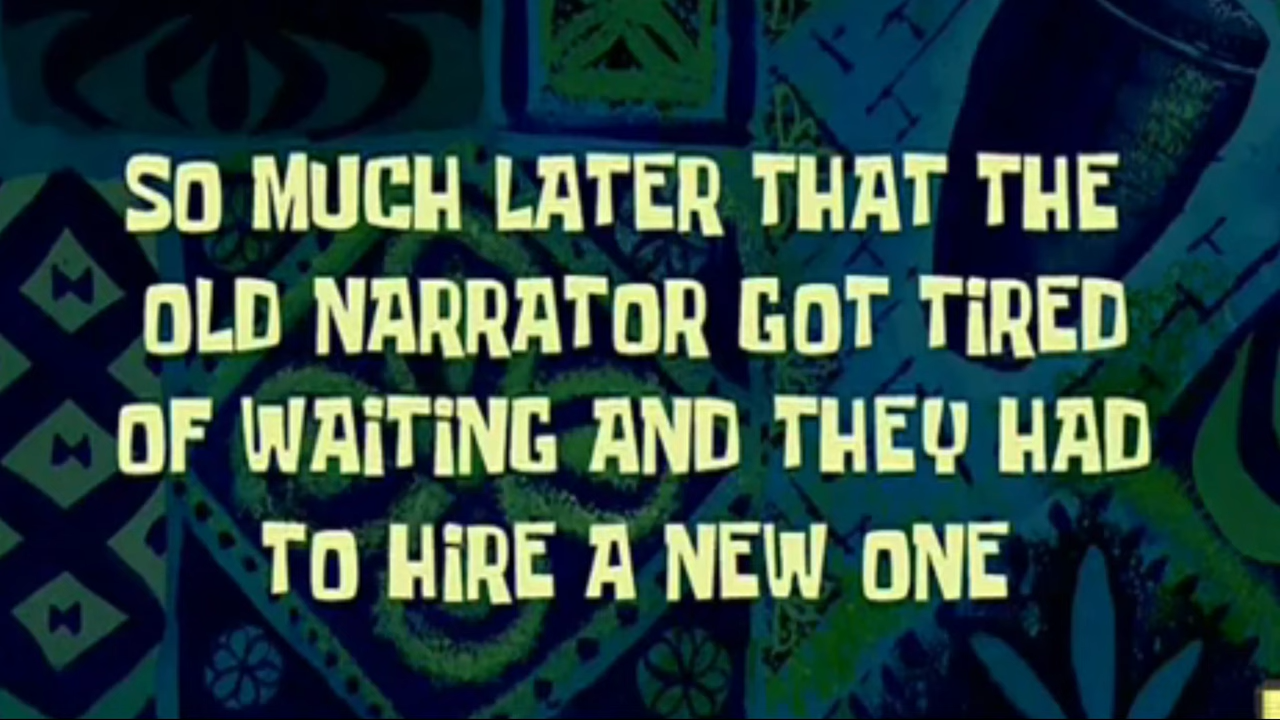 SO MUCH LATER THAT THE
OLD NARRATOR GOT TIRED
OF WAITING AND THEY HAD
TO HIRE A NEW ONE